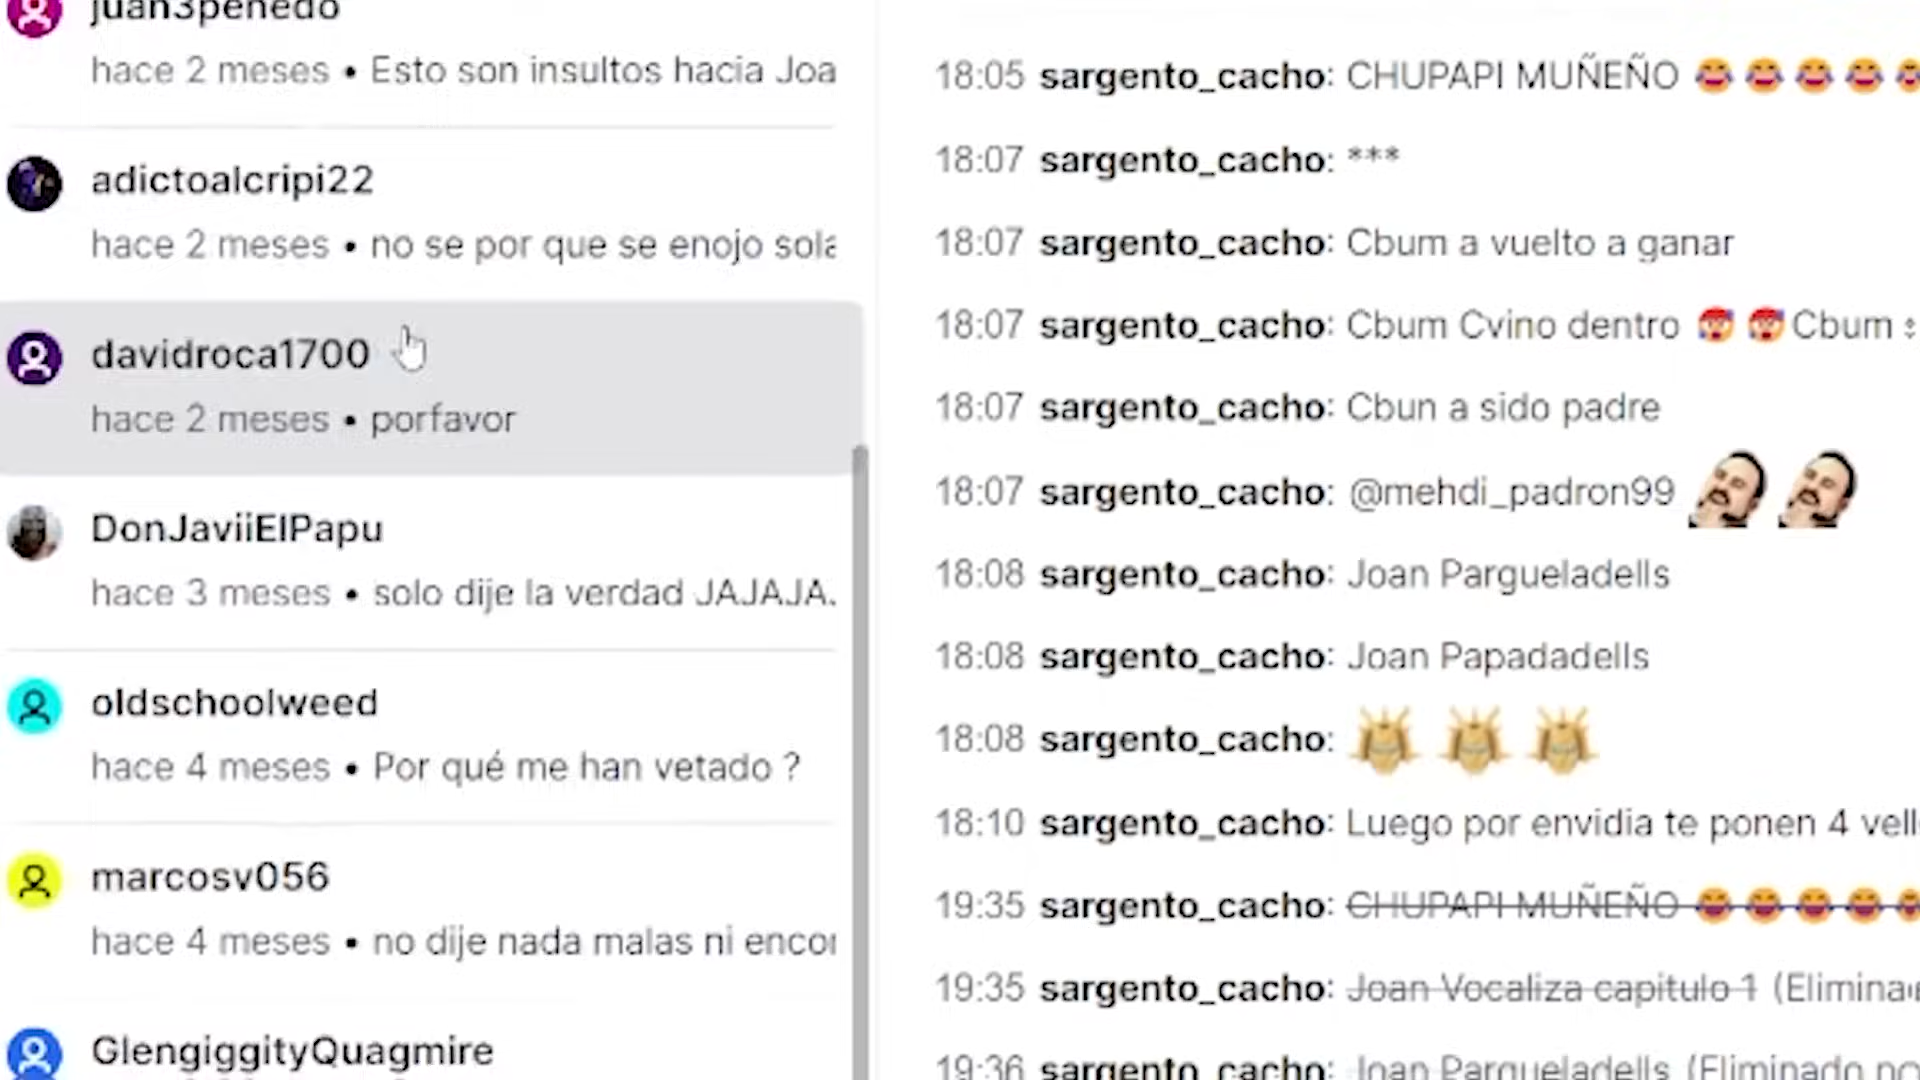 juan3penedo
hace 2 meses • Esto son insultos hacia Joa
adictoalcripi22
hace 2 meses • no se por que se enojo sola
davidroca1700
hace 2 meses • porfavor
DonJaviiElPapu
hace 3 meses • solo dije la verdad JAJAJA.
oldschoolweed
hace 4 meses • Por qué me han vetado ?
marcosv056
hace 4 meses • no dije nada malas ni encon
GlengiggityQuagmire
18:05 sargento_cacho: CHUPAPI MUÑEÑO 😂 😂 😂 😂 😂
18:07 sargento_cacho: ***
18:07 sargento_cacho: Cbum a vuelto a ganar
18:07 sargento_cacho: Cbum Cvino dentro 🥵 🥵 Cbum
18:07 sargento_cacho: Cbun a sido padre
18:07 sargento_cacho: @mehdi_padron99
18:08 sargento_cacho: Joan Pargueladells
18:08 sargento_cacho: Joan Papadadells
18:08 sargento_cacho:
18:10 sargento_cacho: Luego por envidia te ponen 4 vell
19:35 sargento_cacho: CHUPAPI MUÑEÑO 😂 😂 😂 😂 😂
19:35 sargento_cacho: Joan Vocaliza capitulo 1 (Elimina
19:36 sargento_cacho: Joan Pargueladells (Eliminado